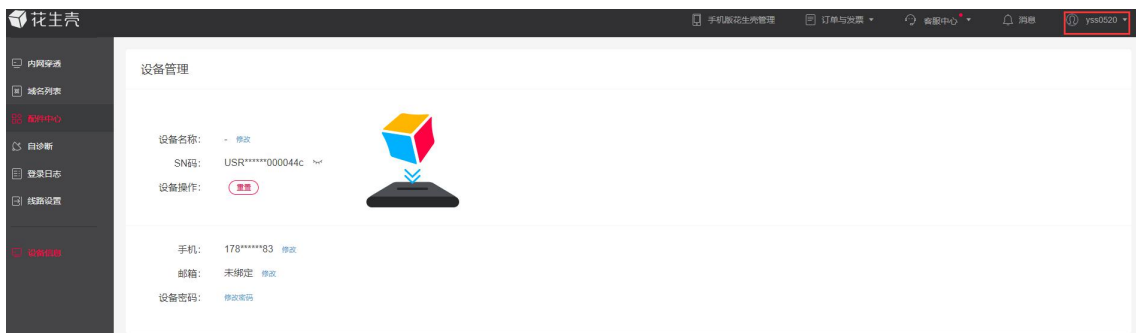 花生壳
手机版花生壳管理
订单与发票
客服中心
消息
yss0520
内网穿透
域名列表
配件中心
自诊断
登录日志
线路设置
设备信息
设备管理
设备名称: - 修改
SN码: USR******000044c
设备操作: 重置
手机: 178******83 修改
邮箱: 未绑定 修改
设备密码: 修改密码